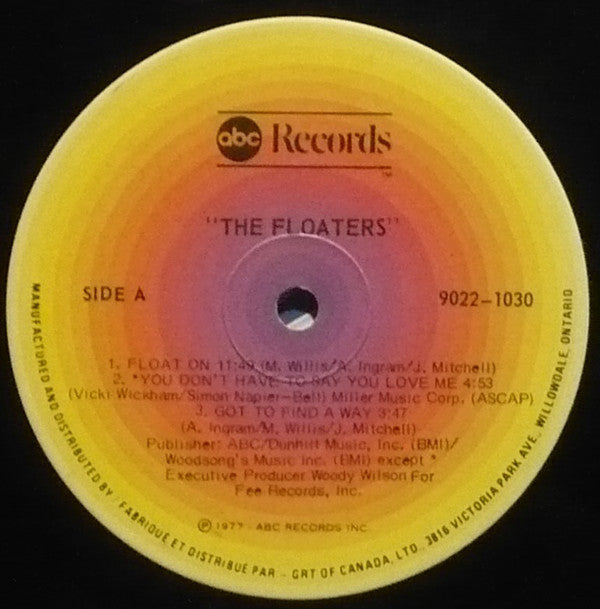 abc Records
TM
"THE FLOATERS"
SIDE A
9022-1030
1. FLOAT ON 11:49 (M. Willis/A. Ingram/J. Mitchell)
2. *YOU DON'T HAVE TO SAY YOU LOVE ME 4:53
(Vicki Wickham/Simon Napier-Bell) Miller Music Corp. (ASCAP)
3. GOT TO FIND A WAY 3:47
(A. Ingram/M. Willis/J. Mitchell)
Publisher: ABC/Dunhill Music, Inc. (BMI)/
Woodsong's Music Inc. (BMI) except *
Executive Producer Woody Wilson For
Fee Records, Inc.
℗ 1977 - ABC RECORDS INC.
MANUFACTURED AND DISTRIBUTED BY / FABRIQUE ET DISTRIBUE PAR - GRT OF CANADA, LTD., 3816 VICTORIA PARK AVE, WILLOWDALE, ONTARIO